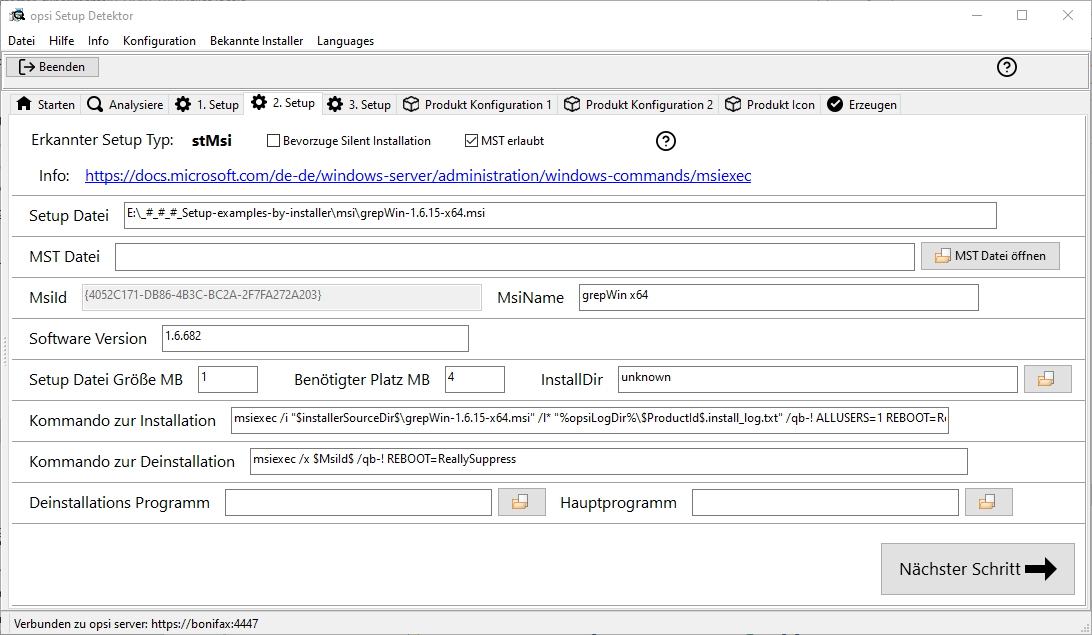 opsi Setup Detektor
Datei Hilfe Info Konfiguration Bekannte Installer Languages
Beenden
Starten Analysiere 1. Setup 2. Setup 3. Setup Produkt Konfiguration 1 Produkt Konfiguration 2 Produkt Icon Erzeugen
Erkannter Setup Typ: stMsi Bevorzuge Silent Installation MST erlaubt
Info: https://docs.microsoft.com/de-de/windows-server/administration/windows-commands/msiexec
Setup Datei E:\_#_#_#_Setup-examples-by-installer\msi\grepWin-1.6.15-x64.msi
MST Datei MST Datei öffnen
MsiId {4052C171-DB86-4B3C-BC2A-2F7FA272A203} MsiName grepWin x64
Software Version 1.6.682
Setup Datei Größe MB 1 Benötigter Platz MB 4 InstallDir unknown
Kommando zur Installation msiexec /i "$installerSourceDir$\grepWin-1.6.15-x64.msi" /l* "%opsiLogDir%\$ProductId$.install_log.txt" /qb-! ALLUSERS=1 REBOOT=Re
Kommando zur Deinstallation msiexec /x $MsiId$ /qb-! REBOOT=ReallySuppress
Deinstallations Programm Hauptprogramm
Nächster Schritt
Verbunden zu opsi server: https://bonifax:4447